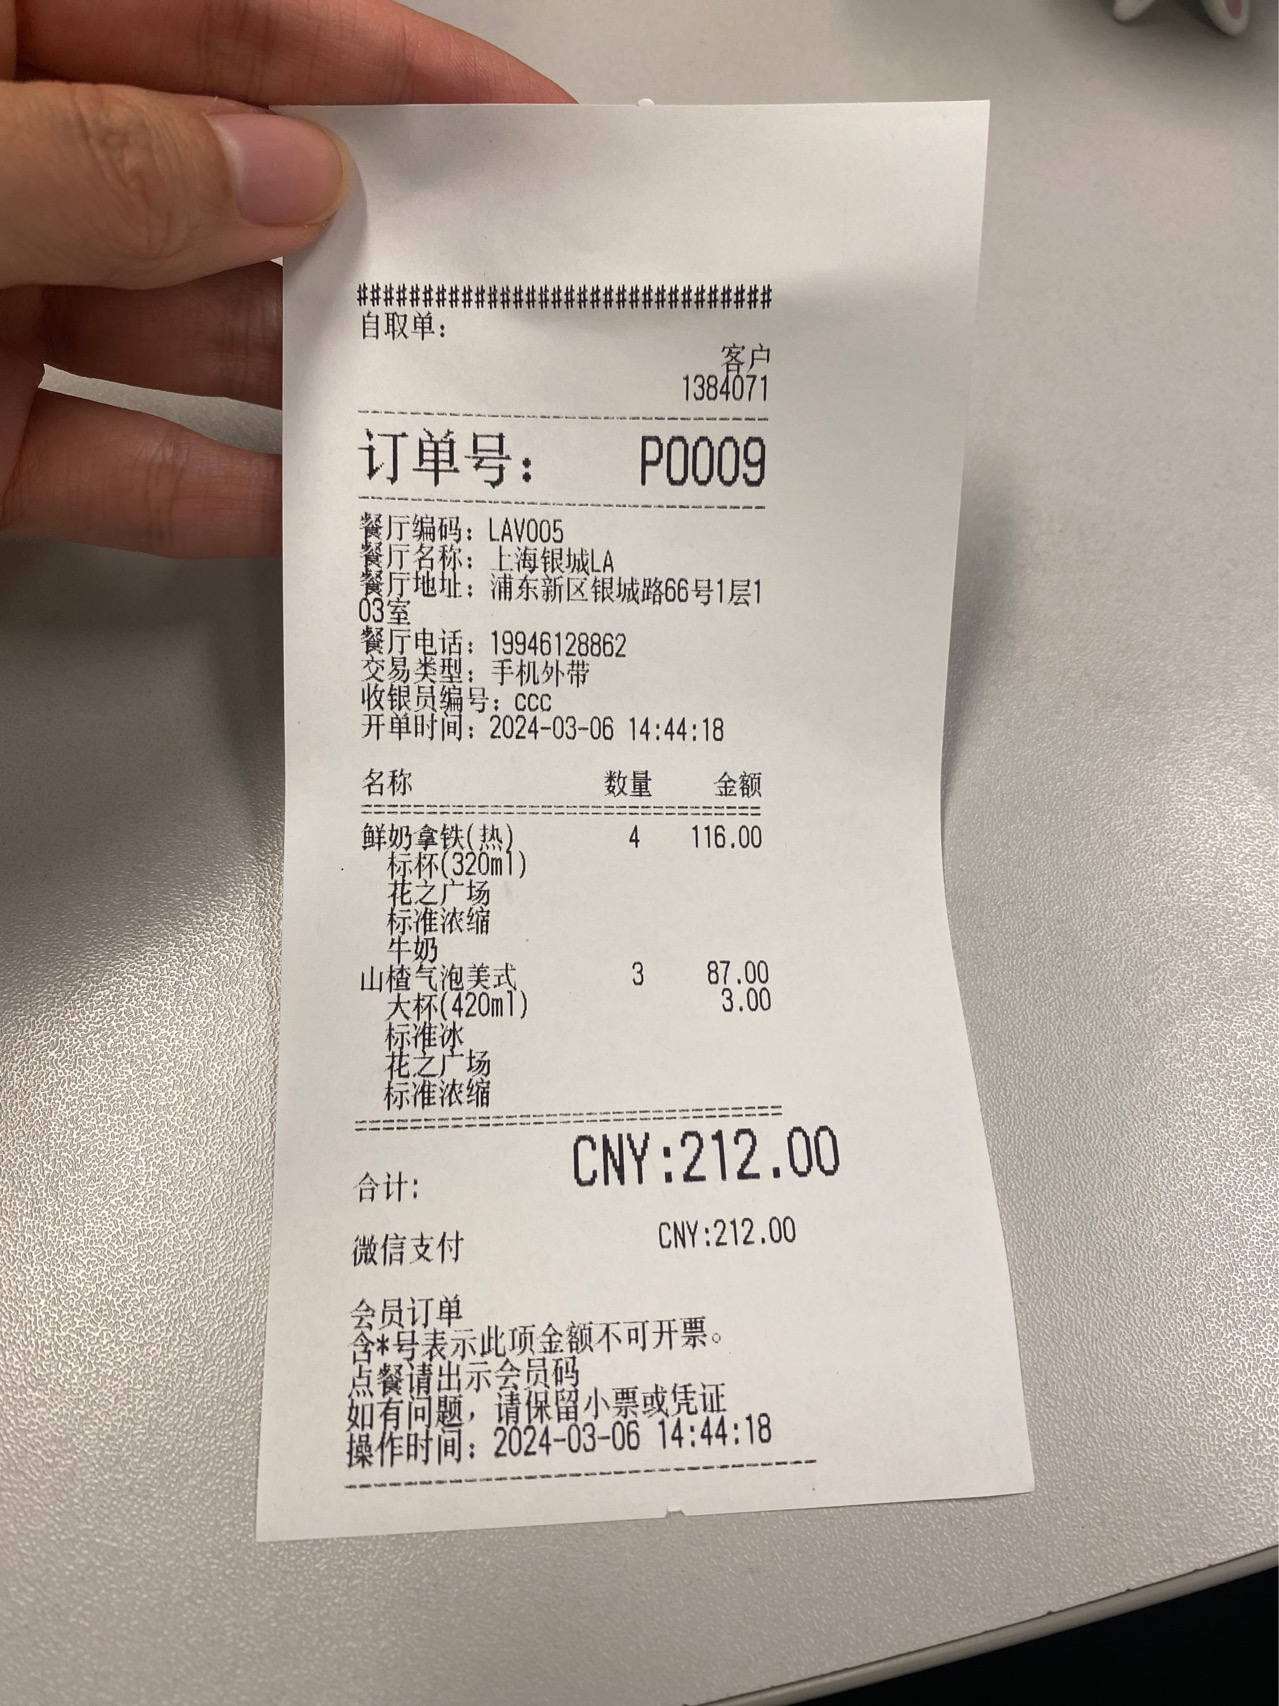 ################################
自取单:
客户
1384071
订单号: P0009
餐厅编码: LAV005
餐厅名称: 上海银城LA
餐厅地址: 浦东新区银城路66号1层1
03室
餐厅电话: 19946128862
交易类型: 手机外带
收银员编号: ccc
开单时间: 2024-03-06 14:44:18
名称 数量 金额
鲜奶拿铁(热) 4 116.00
标杯(320ml)
花之广场
标准浓缩
牛奶
山楂气泡美式 3 87.00
大杯(420ml) 3.00
标准冰
花之广场
标准浓缩
合计: CNY:212.00
微信支付 CNY:212.00
会员订单
含*号表示此项金额不可开票。
点餐请出示会员码
如有问题，请保留小票或凭证
操作时间: 2024-03-06 14:44:18